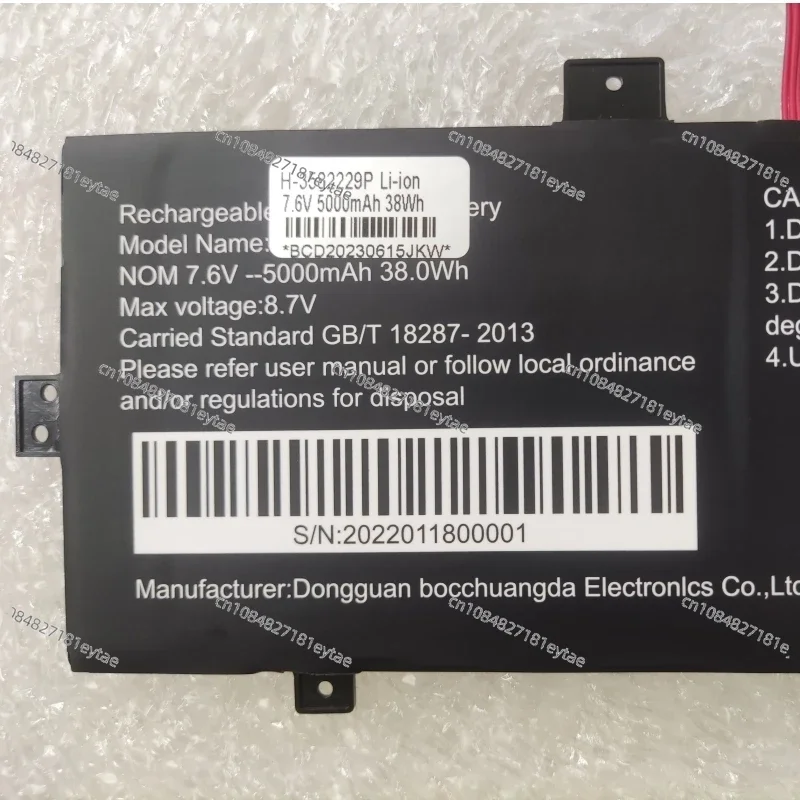 H-3582229P Li-ion
7.6V 5000mAh 38Wh
*BCD20230615JKW*
Rechargeable
Model Name:
NOM 7.6V --5000mAh 38.0Wh
Max voltage:8.7V
Carried Standard GB/T 18287- 2013
Please refer user manual or follow local ordinance
and/or regulations for disposal
S/N:2022011800001
Manufacturer:Dongguan bocchuangda Electronlcs Co.,Ltd
CA
1.D
2.D
3.D
deg
4.U
cn1084827181eytae